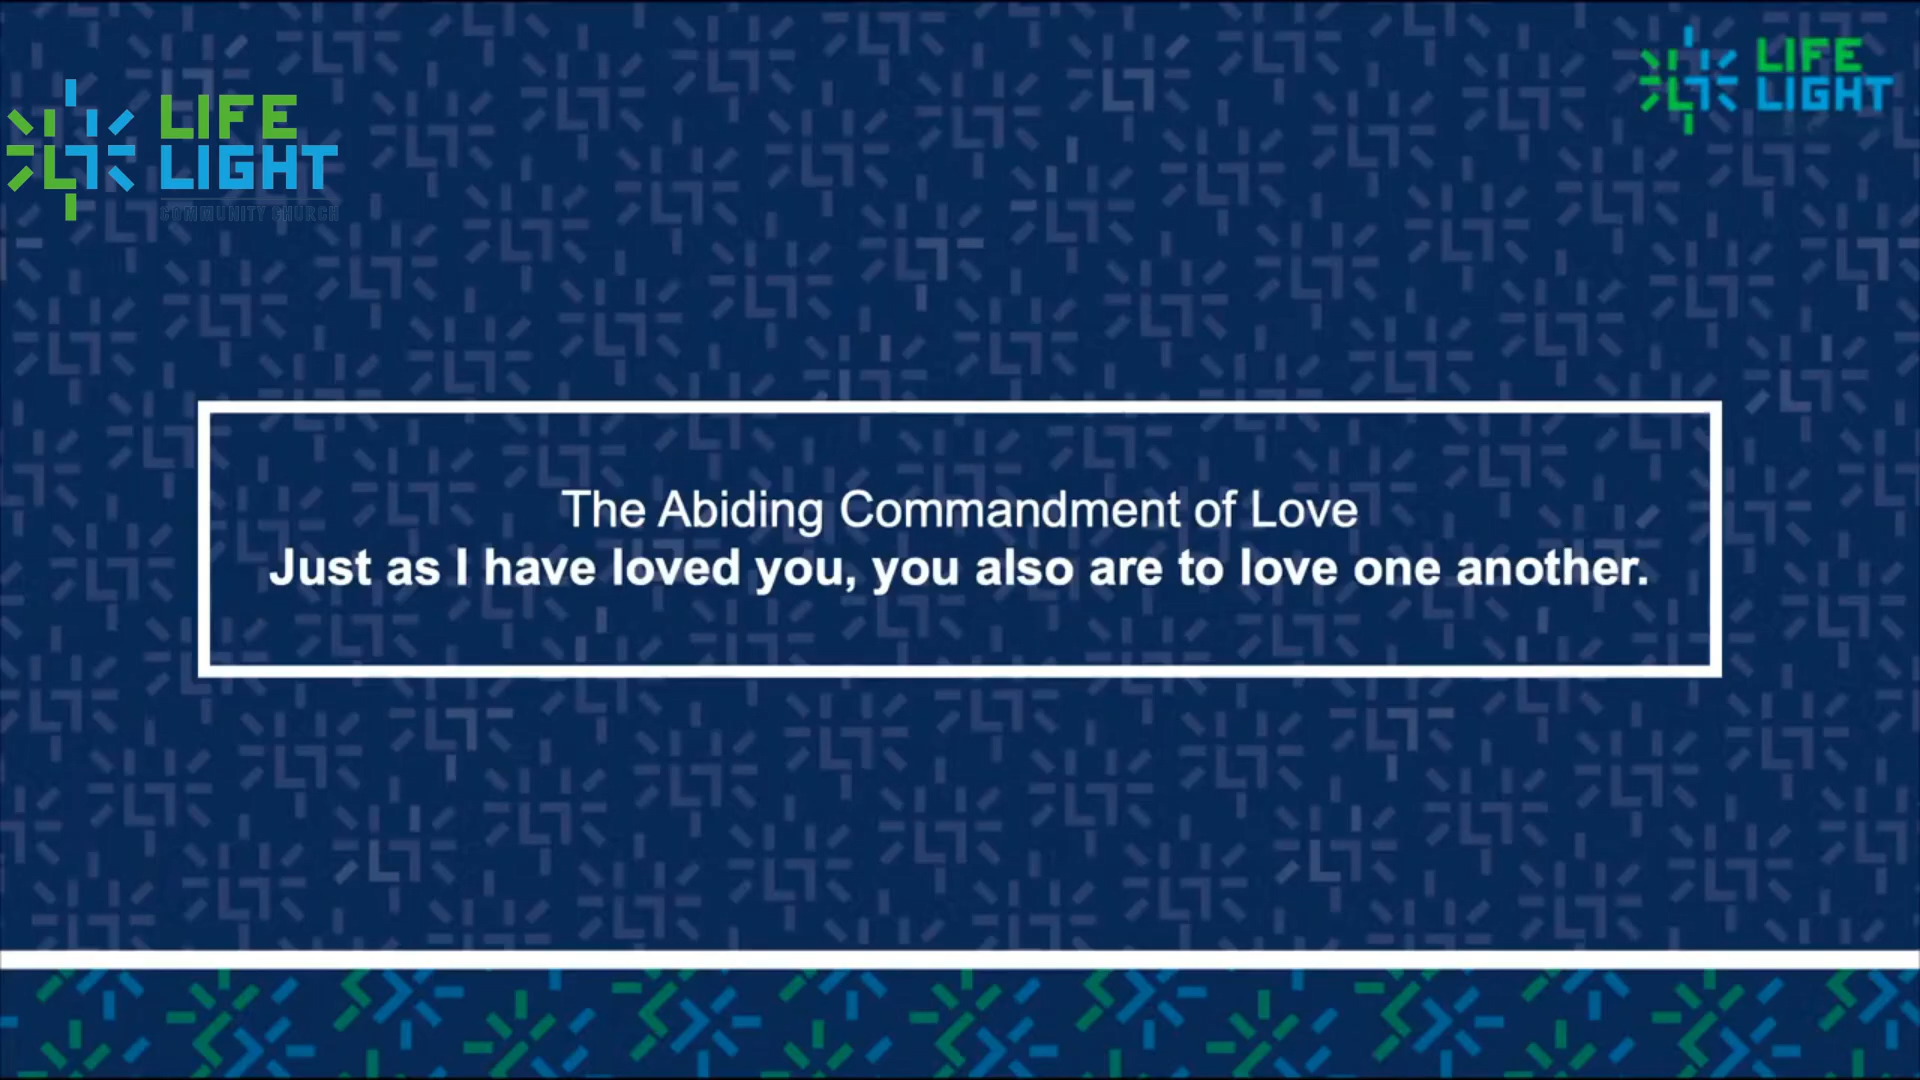 LIFE
LIGHT
COMMUNITY CHURCH
LIFE
LIGHT
The Abiding Commandment of Love
Just as I have loved you, you also are to love one another.